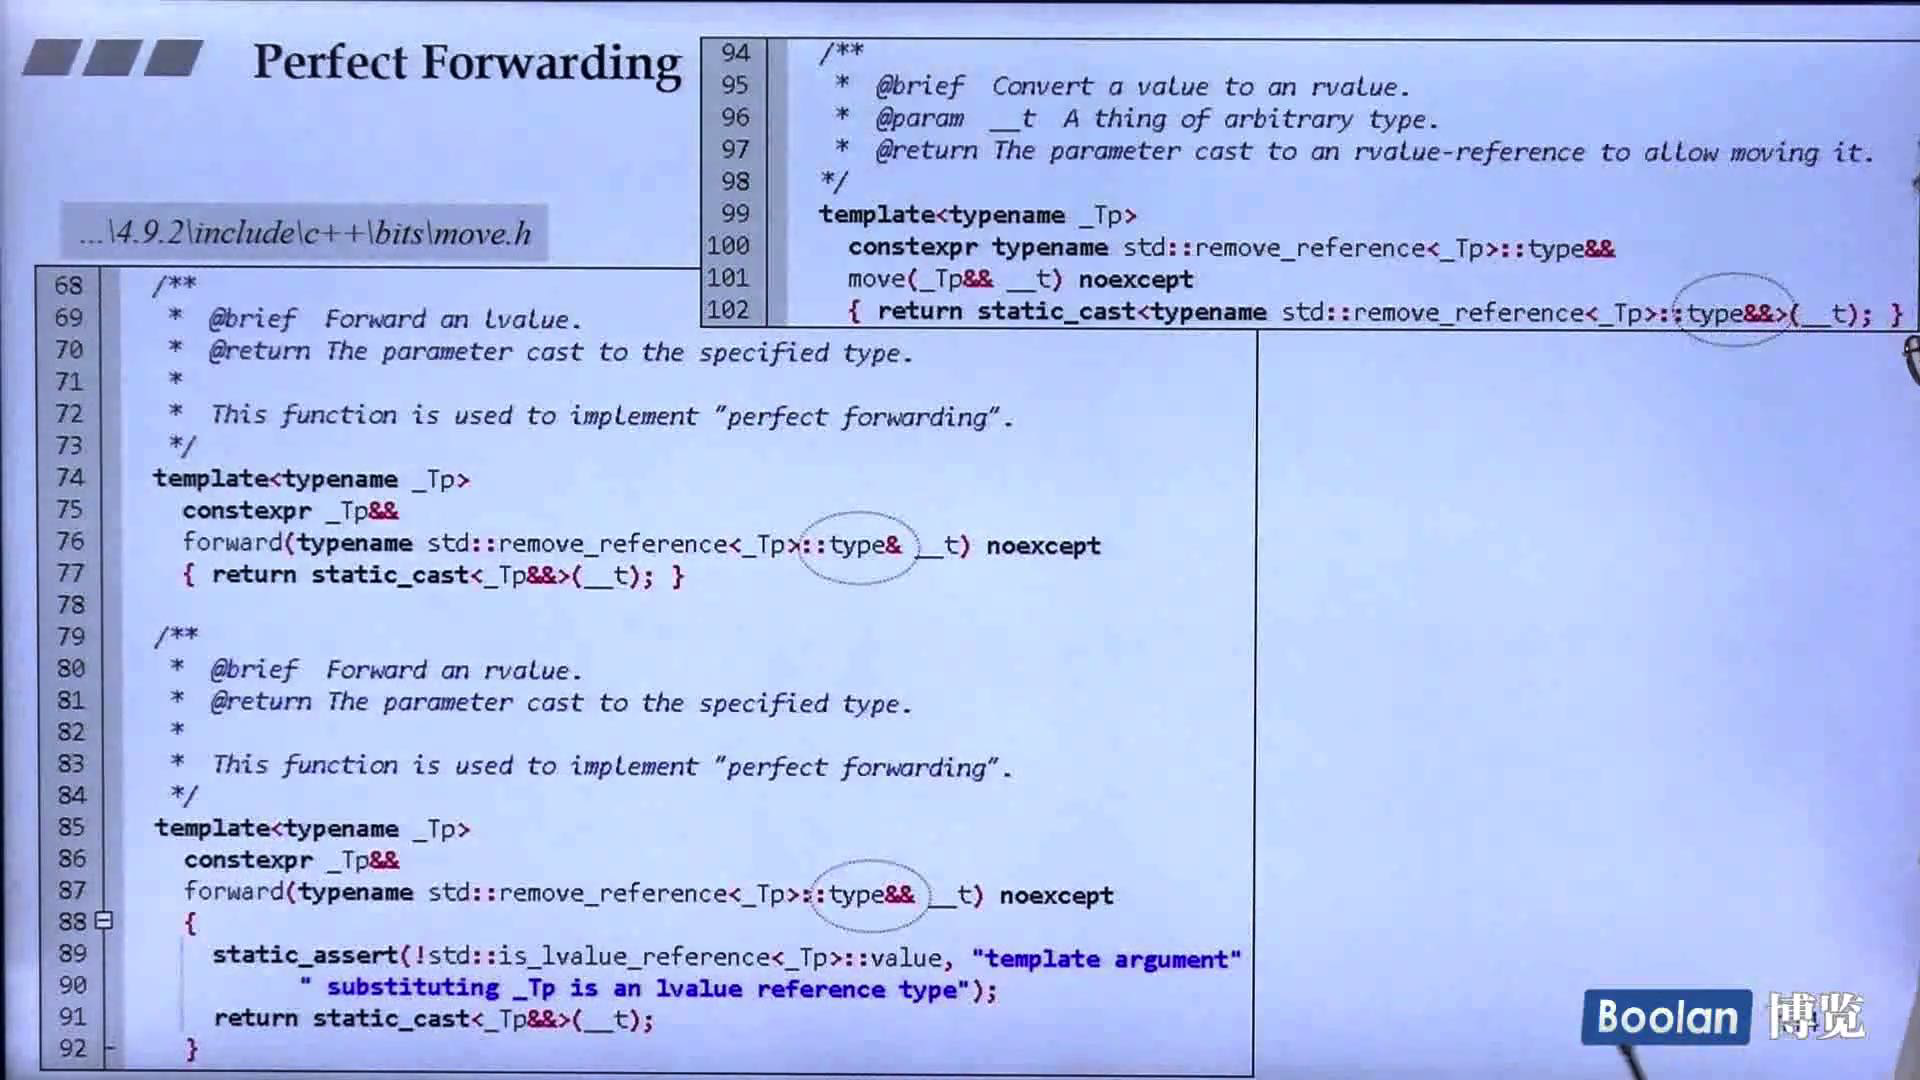 Perfect Forwarding
...\4.9.2\include\c++\bits\move.h
94 /**
95 * @brief Convert a value to an rvalue.
96 * @param __t A thing of arbitrary type.
97 * @return The parameter cast to an rvalue-reference to allow moving it.
98 */
99 template<typename _Tp>
100 constexpr typename std::remove_reference<_Tp>::type&&
101 move(_Tp&& __t) noexcept
102 { return static_cast<typename std::remove_reference<_Tp>::type&&>(__t); }
68 /**
69 * @brief Forward an lvalue.
70 * @return The parameter cast to the specified type.
71 *
72 * This function is used to implement "perfect forwarding".
73 */
74 template<typename _Tp>
75 constexpr _Tp&&
76 forward(typename std::remove_reference<_Tp>::type& __t) noexcept
77 { return static_cast<_Tp&&>(__t); }
78
79 /**
80 * @brief Forward an rvalue.
81 * @return The parameter cast to the specified type.
82 *
83 * This function is used to implement "perfect forwarding".
84 */
85 template<typename _Tp>
86 constexpr _Tp&&
87 forward(typename std::remove_reference<_Tp>::type&& __t) noexcept
88 {
89 static_assert(!std::is_lvalue_reference<_Tp>::value, "template argument"
90 " substituting _Tp is an lvalue reference type");
91 return static_cast<_Tp&&>(__t);
92 }
Boolan 博览